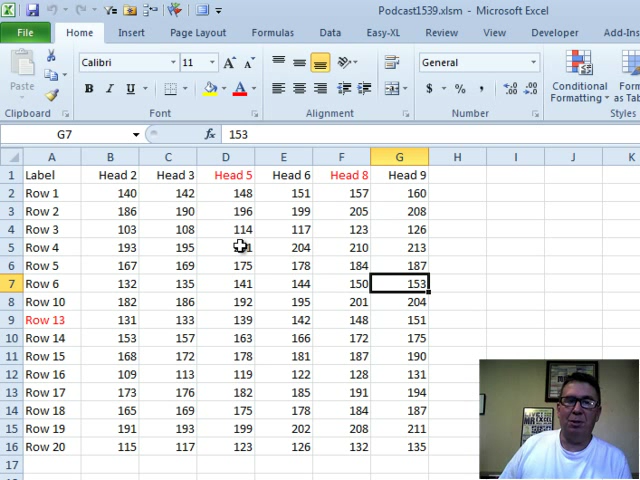 Podcast1539.xlsm - Microsoft Excel
File Home Insert Page Layout Formulas Data Easy-XL Review View Developer Add-Ins
Calibri 11 General
Paste B I U $ % , Conditional Formatting
Clipboard Font Alignment Number Styles
G7 fx 153
A B C D E F G H I J K
1 Label Head 2 Head 3 Head 5 Head 6 Head 8 Head 9
2 Row 1 140 142 148 151 157 160
3 Row 2 186 190 196 199 205 208
4 Row 3 103 108 114 117 123 126
5 Row 4 193 195 204 210 213
6 Row 5 167 169 175 178 184 187
7 Row 6 132 135 141 144 150 153
8 Row 10 182 186 192 195 201 204
9 Row 13 131 133 139 142 148 151
10 Row 14 153 157 163 166 172 175
11 Row 15 168 172 178 181 187 190
12 Row 16 109 113 119 122 128 131
13 Row 17 173 176 182 185 191 194
14 Row 18 165 169 175 178 184 187
15 Row 19 191 193 199 202 208 211
16 Row 20 115 117 123 126 132 135
17